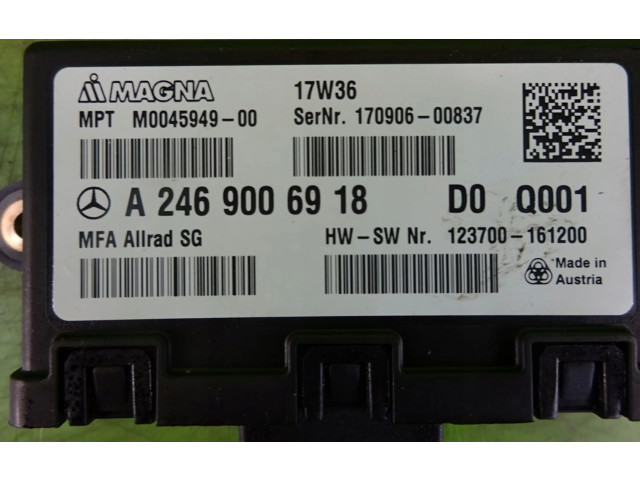 MAGNA 17W36
MPT M0045949-00 SerNr. 170906-00837
A 246 900 69 18 D0 Q001
MFA Allrad SG HW-SW Nr. 123700-161200
Made in
Austria